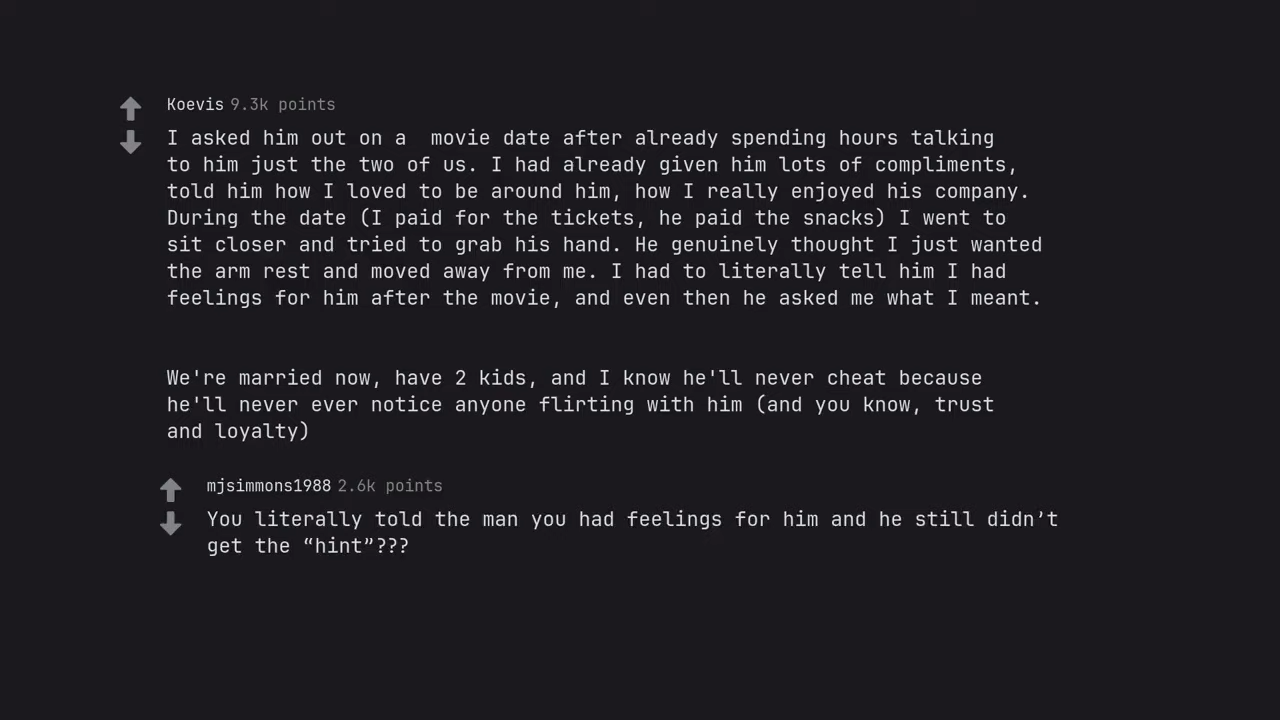 Koevis 9.3k points
I asked him out on a  movie date after already spending hours talking
to him just the two of us. I had already given him lots of compliments,
told him how I loved to be around him, how I really enjoyed his company.
During the date (I paid for the tickets, he paid the snacks) I went to
sit closer and tried to grab his hand. He genuinely thought I just wanted
the arm rest and moved away from me. I had to literally tell him I had
feelings for him after the movie, and even then he asked me what I meant.
We're married now, have 2 kids, and I know he'll never cheat because
he'll never ever notice anyone flirting with him (and you know, trust
and loyalty)
mjsimmons1988 2.6k points
You literally told the man you had feelings for him and he still didn’t
get the “hint”???